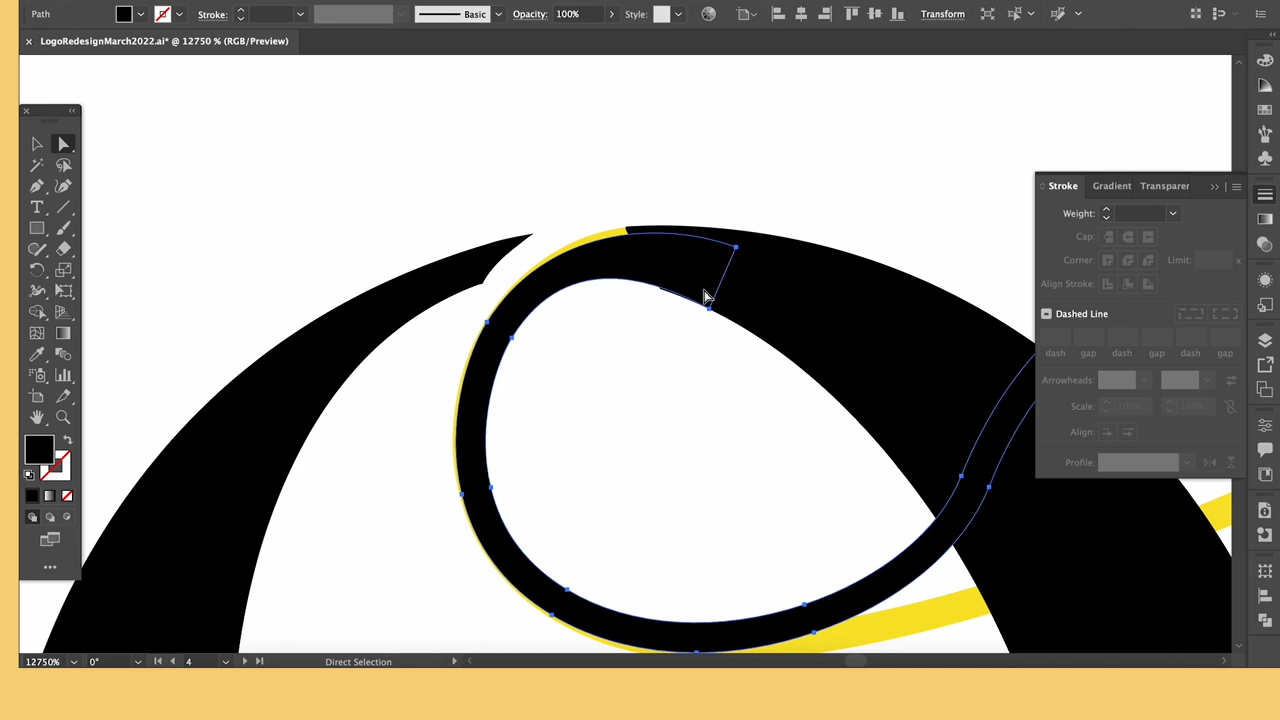 Path Stroke: Basic Opacity: 100% Style: Transform
LogoRedesignMarch2022.ai* @ 12750 % (RGB/Preview)
Stroke Gradient Transparer
Weight:
Cap:
Corner: Limit: x
Align Stroke:
Dashed Line
dash gap dash gap dash gap
Arrowheads:
Scale: 100% 100%
Align:
Profile:
12750% 0° 4 Direct Selection